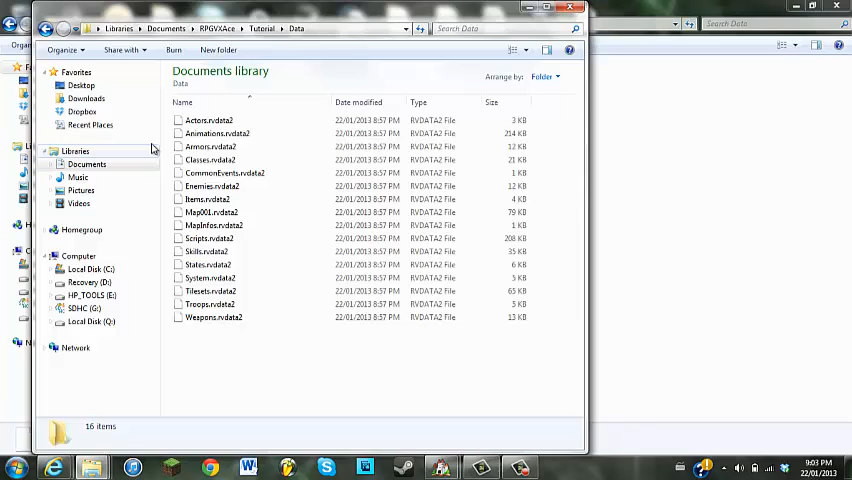 Libraries Documents RPGVXAce Tutorial Data Search Data
Search Documents
Organize Share with Burn New folder
Favorites
Desktop
Downloads
Dropbox
Recent Places
Libraries
Documents
Music
Pictures
Videos
Homegroup
Computer
Local Disk (C:)
Recovery (D:)
HP_TOOLS (E:)
SDHC (G:)
Local Disk (Q:)
Network
Documents library
Data
Arrange by: Folder
Name Date modified Type Size
Actors.rvdata2 22/01/2013 8:57 PM RVDATA2 File 3 KB
Animations.rvdata2 22/01/2013 8:57 PM RVDATA2 File 214 KB
Armors.rvdata2 22/01/2013 8:57 PM RVDATA2 File 12 KB
Classes.rvdata2 22/01/2013 8:57 PM RVDATA2 File 21 KB
CommonEvents.rvdata2 22/01/2013 8:57 PM RVDATA2 File 1 KB
Enemies.rvdata2 22/01/2013 8:57 PM RVDATA2 File 12 KB
Items.rvdata2 22/01/2013 8:57 PM RVDATA2 File 4 KB
Map001.rvdata2 22/01/2013 8:57 PM RVDATA2 File 79 KB
MapInfos.rvdata2 22/01/2013 8:57 PM RVDATA2 File 1 KB
Scripts.rvdata2 22/01/2013 8:57 PM RVDATA2 File 208 KB
Skills.rvdata2 22/01/2013 8:57 PM RVDATA2 File 35 KB
States.rvdata2 22/01/2013 8:57 PM RVDATA2 File 6 KB
System.rvdata2 22/01/2013 8:57 PM RVDATA2 File 5 KB
Tilesets.rvdata2 22/01/2013 8:57 PM RVDATA2 File 65 KB
Troops.rvdata2 22/01/2013 8:57 PM RVDATA2 File 5 KB
Weapons.rvdata2 22/01/2013 8:57 PM RVDATA2 File 13 KB
16 items
9:03 PM
22/01/2013